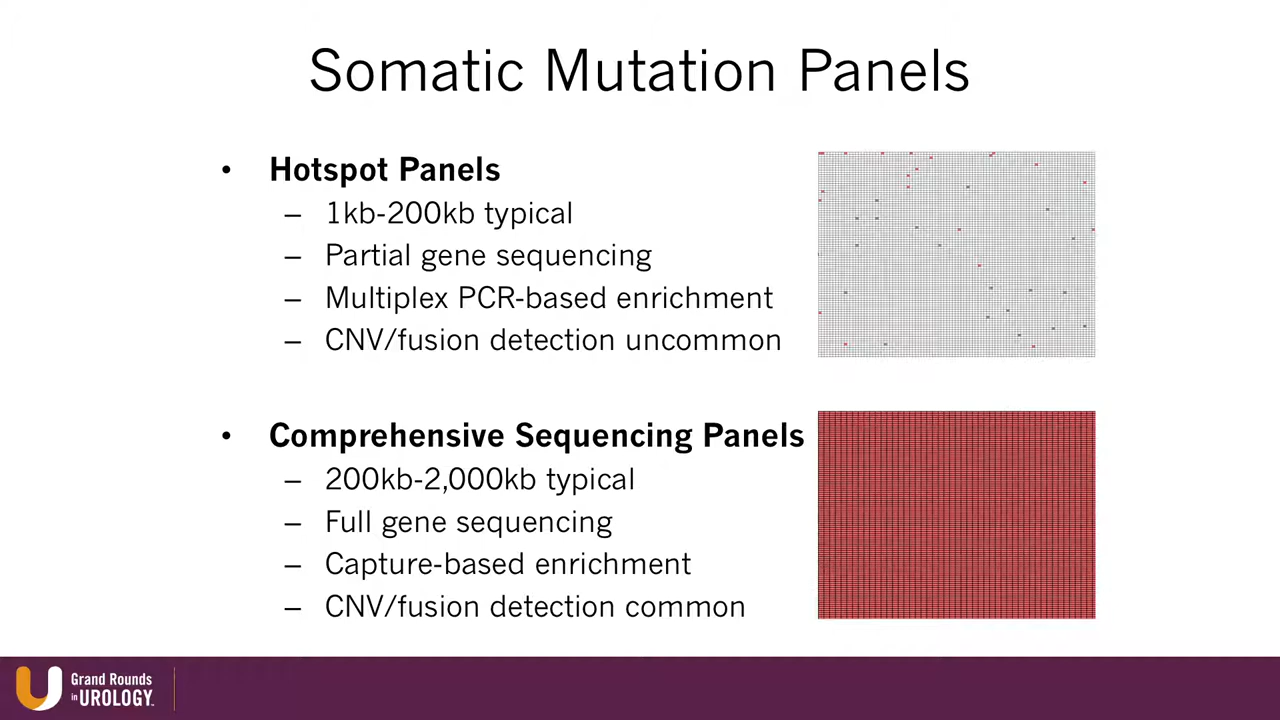 Somatic Mutation Panels
• Hotspot Panels
– 1kb-200kb typical
– Partial gene sequencing
– Multiplex PCR-based enrichment
– CNV/fusion detection uncommon
• Comprehensive Sequencing Panels
– 200kb-2,000kb typical
– Full gene sequencing
– Capture-based enrichment
– CNV/fusion detection common
Grand Rounds
in UROLOGY™